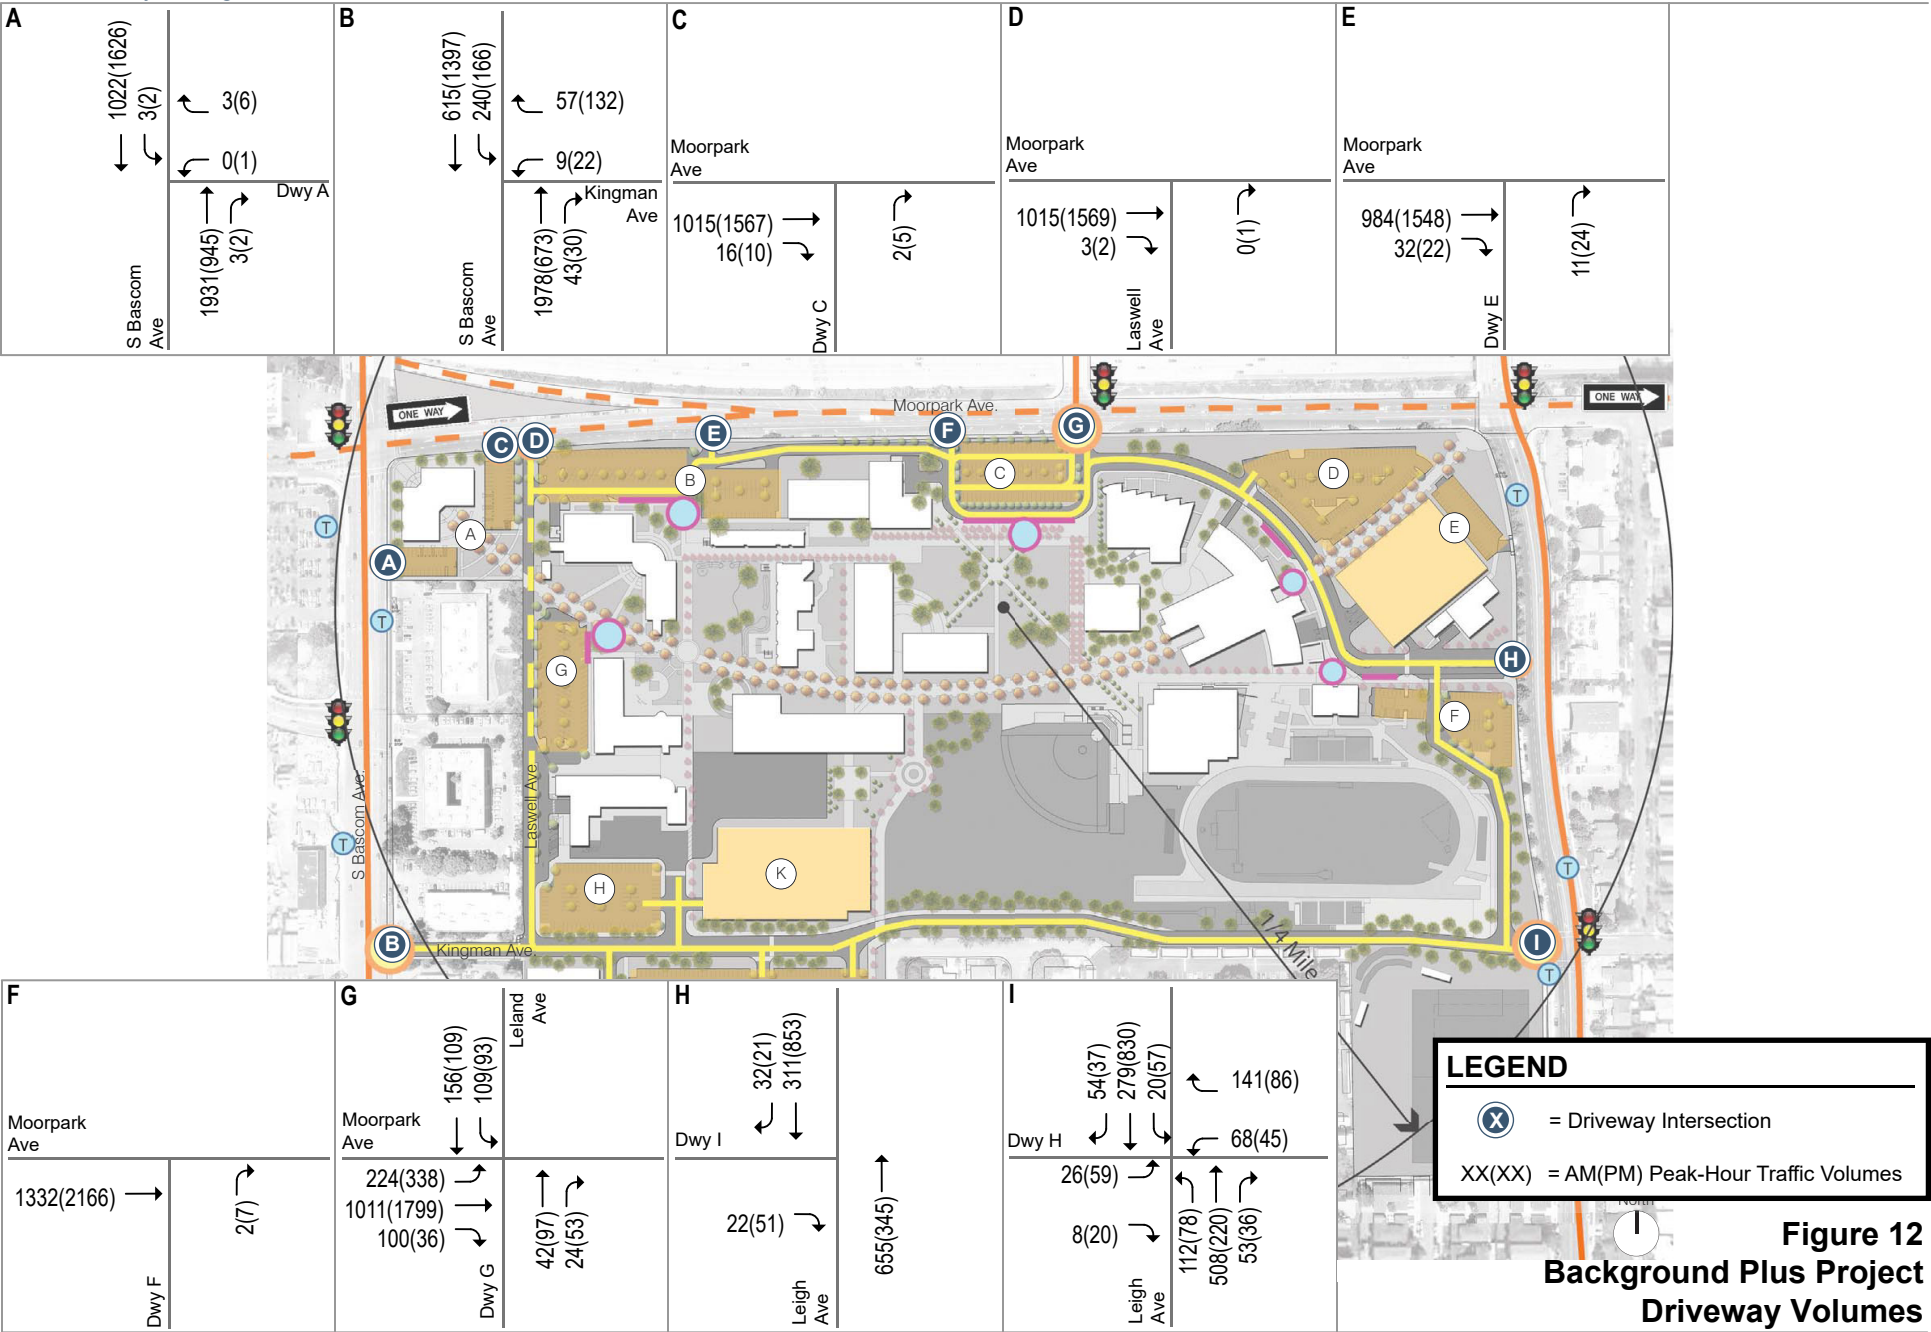 A
1022(1626)
3(2)
3(6)
0(1)
Dwy A
1931(945)
3(2)
S Bascom
Ave
B
615(1397)
240(166)
57(132)
9(22)
Kingman
Ave
1978(673)
43(30)
S Bascom
Ave
C
Moorpark
Ave
1015(1567)
16(10)
2(5)
Dwy C
D
Moorpark
Ave
1015(1569)
3(2)
0(1)
Laswell
Ave
E
Moorpark
Ave
984(1548)
32(22)
11(24)
Dwy E
ONE WAY
Moorpark Ave.
ONE WAY
C
D
E
F
G
B
C
D
T
T
A
E
A
T
G
H
F
S Bascom Ave.
Laswell Ave.
T
T
H
K
B
Kingman Ave.
1/4 Mile
I
T
F
Moorpark
Ave
1332(2166)
2(7)
Dwy F
G
156(109)
109(93)
Leland
Ave
Moorpark
Ave
224(338)
1011(1799)
100(36)
42(97)
24(53)
Dwy G
H
32(21)
311(853)
Dwy I
22(51)
655(345)
Leigh
Ave
I
54(37)
279(830)
20(57)
141(86)
68(45)
Dwy H
26(59)
8(20)
112(78)
508(220)
53(36)
Leigh
Ave
LEGEND
X = Driveway Intersection
XX(XX) = AM(PM) Peak-Hour Traffic Volumes
North
Figure 12
Background Plus Project
Driveway Volumes